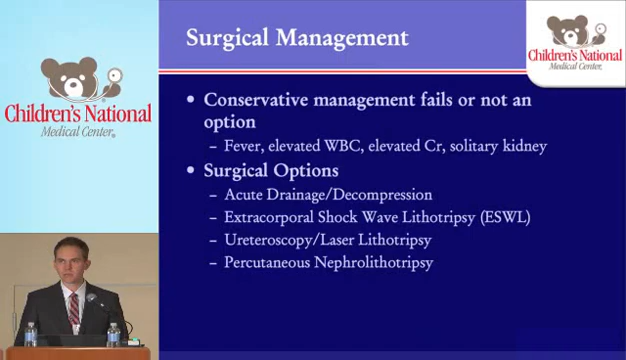 Children's National
Medical Center®
Surgical Management
Children's National
Medical Center®
• Conservative management fails or not an
option
– Fever, elevated WBC, elevated Cr, solitary kidney
• Surgical Options
– Acute Drainage/Decompression
– Extracorporal Shock Wave Lithotripsy (ESWL)
– Ureteroscopy/Laser Lithotripsy
– Percutaneous Nephrolithotripsy